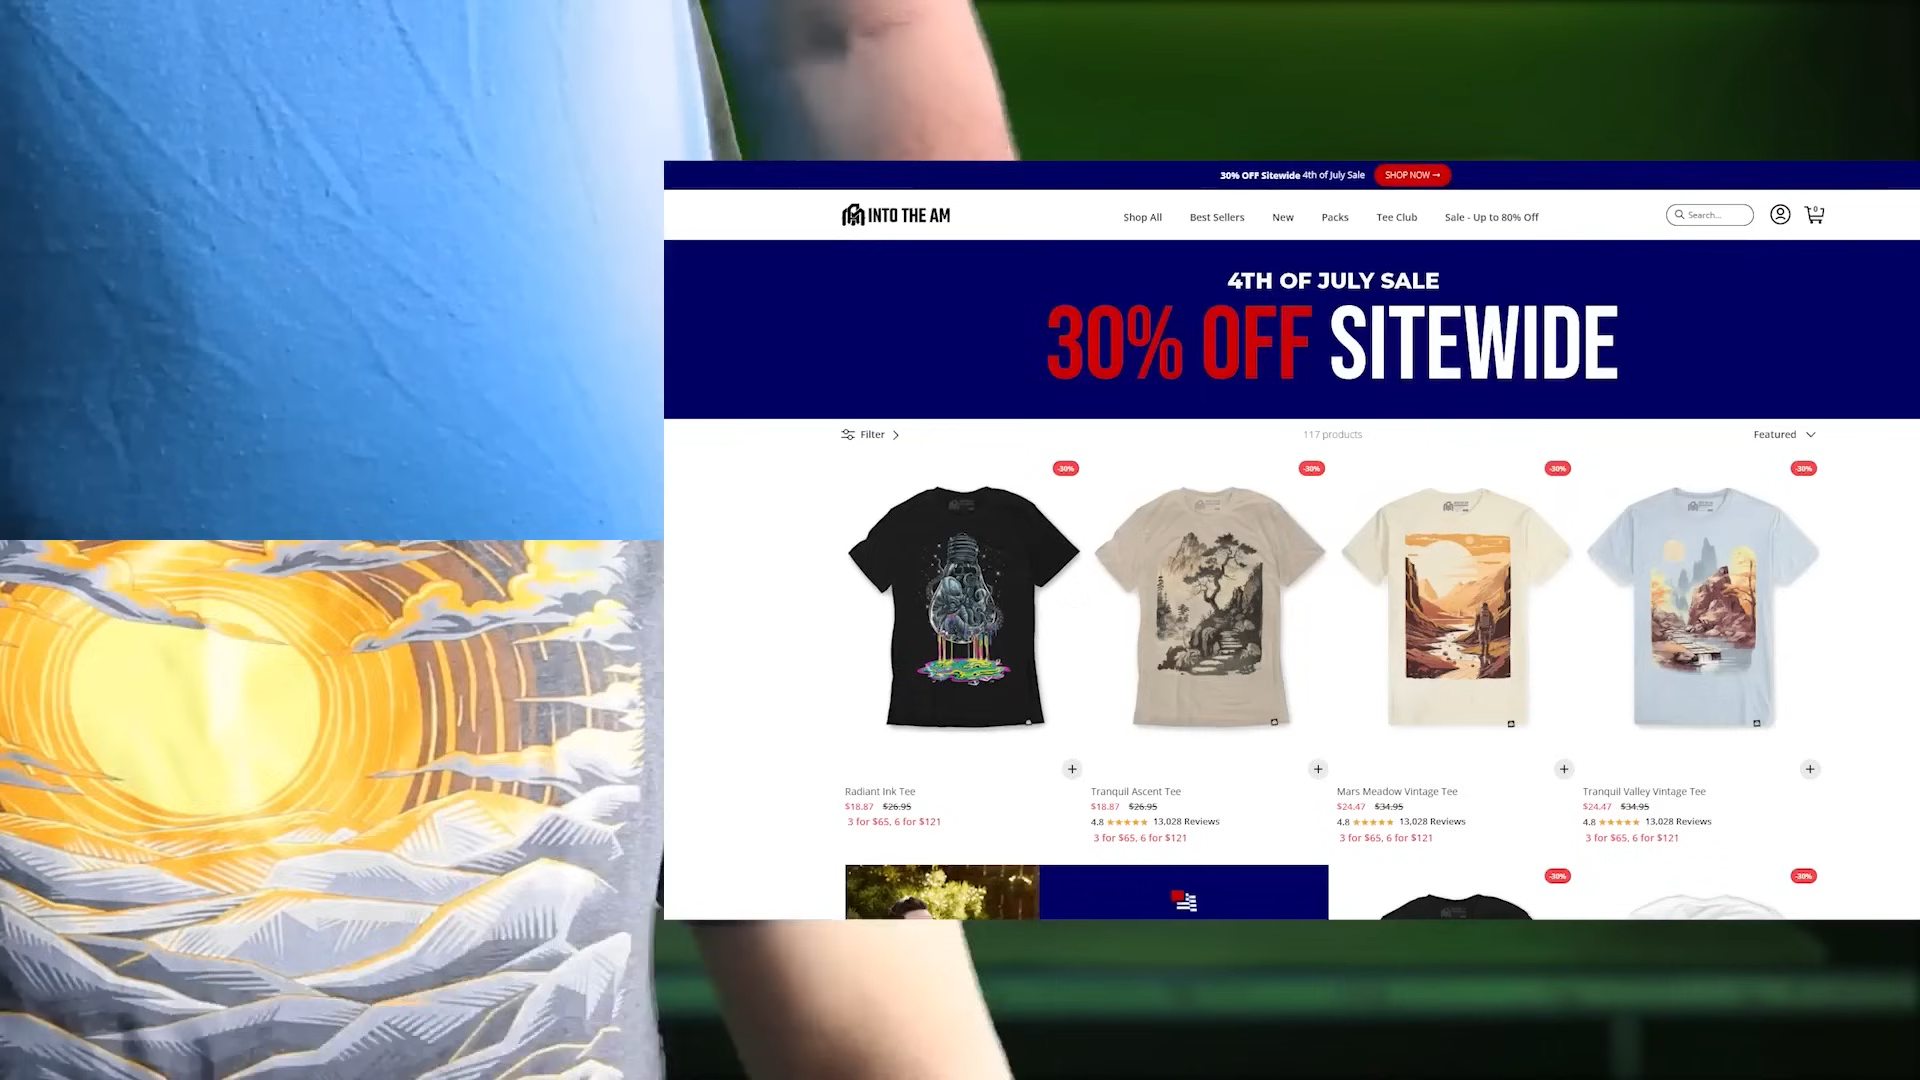 30% OFF Sitewide 4th of July Sale SHOP NOW →
INTO THE AM
Shop All Best Sellers New Packs Tee Club Sale - Up to 80% Off
Search...
0
4TH OF JULY SALE
30% OFF SITEWIDE
Filter
117 products
Featured
-30% -30% -30% -30%
Radiant Ink Tee
$18.87 $26.95
3 for $65, 6 for $121
Tranquil Ascent Tee
$18.87 $26.95
4.8 ★★★★★ 13,028 Reviews
3 for $65, 6 for $121
Mars Meadow Vintage Tee
$24.47 $34.95
4.8 ★★★★★ 13,028 Reviews
3 for $65, 6 for $121
Tranquil Valley Vintage Tee
$24.47 $34.95
4.8 ★★★★★ 13,028 Reviews
3 for $65, 6 for $121
-30% -30%